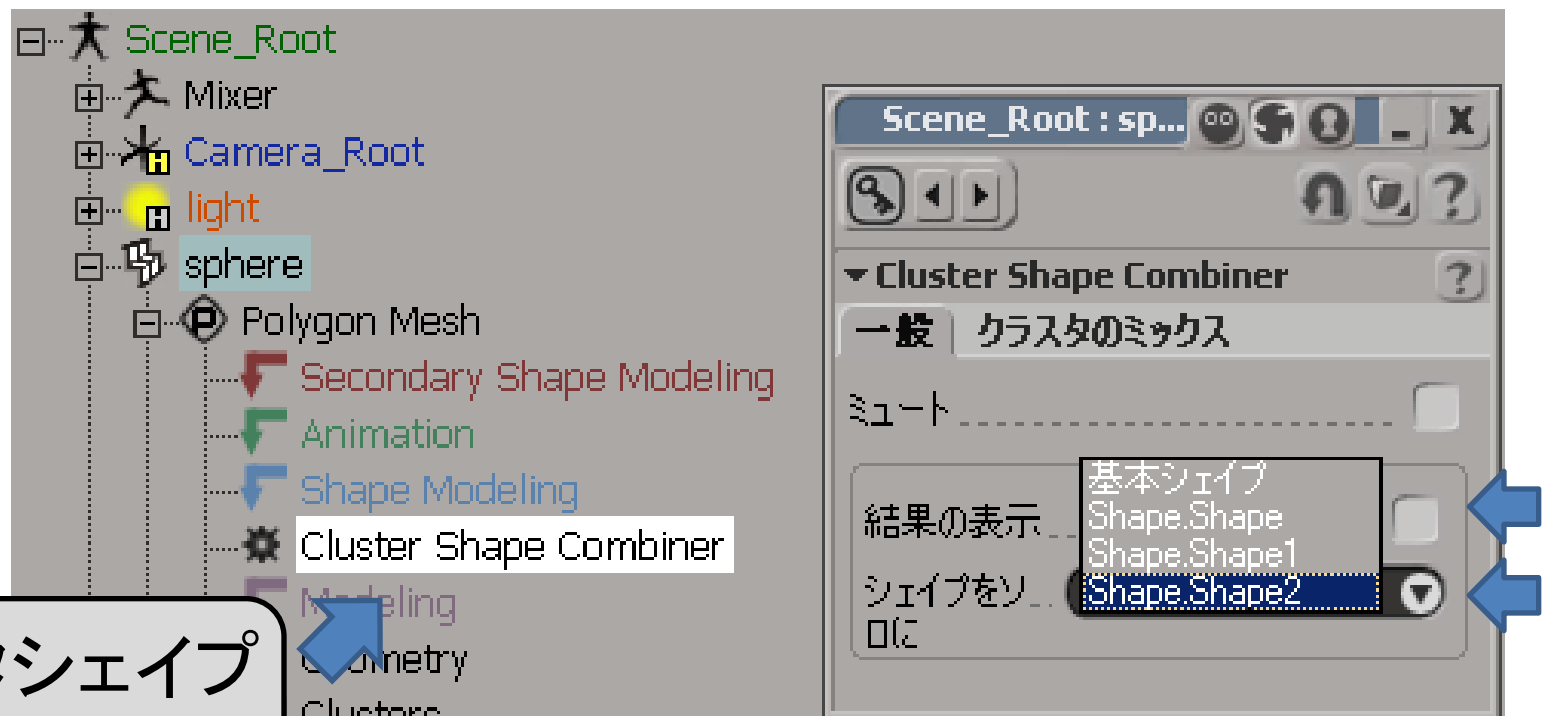 Scene_Root
Mixer
Camera_Root
H
light
H
sphere
P
Polygon Mesh
Secondary Shape Modeling
Animation
Shape Modeling
Cluster Shape Combiner
Modeling
Geometry
Clusters
タシェイプ
Scene_Root : sp...
_
X
?
Cluster Shape Combiner
?
一般
クラスタのミックス
ミュート
結果の表示
シェイプをソ
ロに
基本シェイプ
Shape.Shape
Shape.Shape1
Shape.Shape2